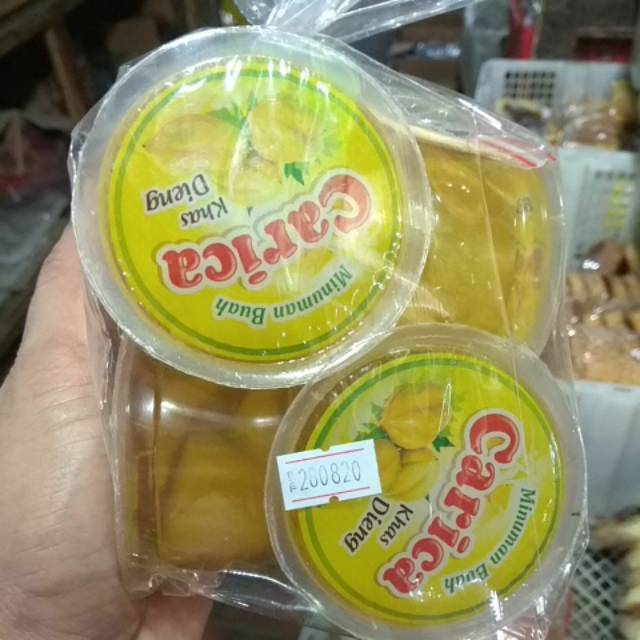 Minuman Buah
Carica
Khas
Dieng
Minuman Buah
Carica
Khas
Dieng
280820